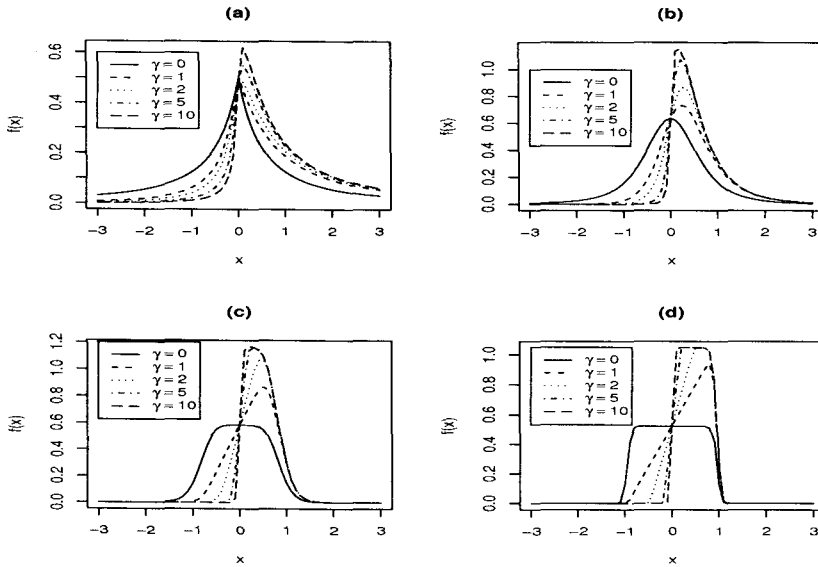 (a)
f(x)
0.6
0.4
0.2
0.0
γ = 0
γ = 1
γ = 2
γ = 5
γ = 10
−3 −2 −1 0 1 2 3
x
(b)
f(x)
1.0
0.8
0.6
0.4
0.2
0.0
γ = 0
γ = 1
γ = 2
γ = 5
γ = 10
−3 −2 −1 0 1 2 3
x
(c)
f(x)
1.2
1.0
0.8
0.6
0.4
0.2
0.0
γ = 0
γ = 1
γ = 2
γ = 5
γ = 10
−3 −2 −1 0 1 2 3
x
(d)
f(x)
1.0
0.8
0.6
0.4
0.2
0.0
γ = 0
γ = 1
γ = 2
γ = 5
γ = 10
−3 −2 −1 0 1 2 3
x